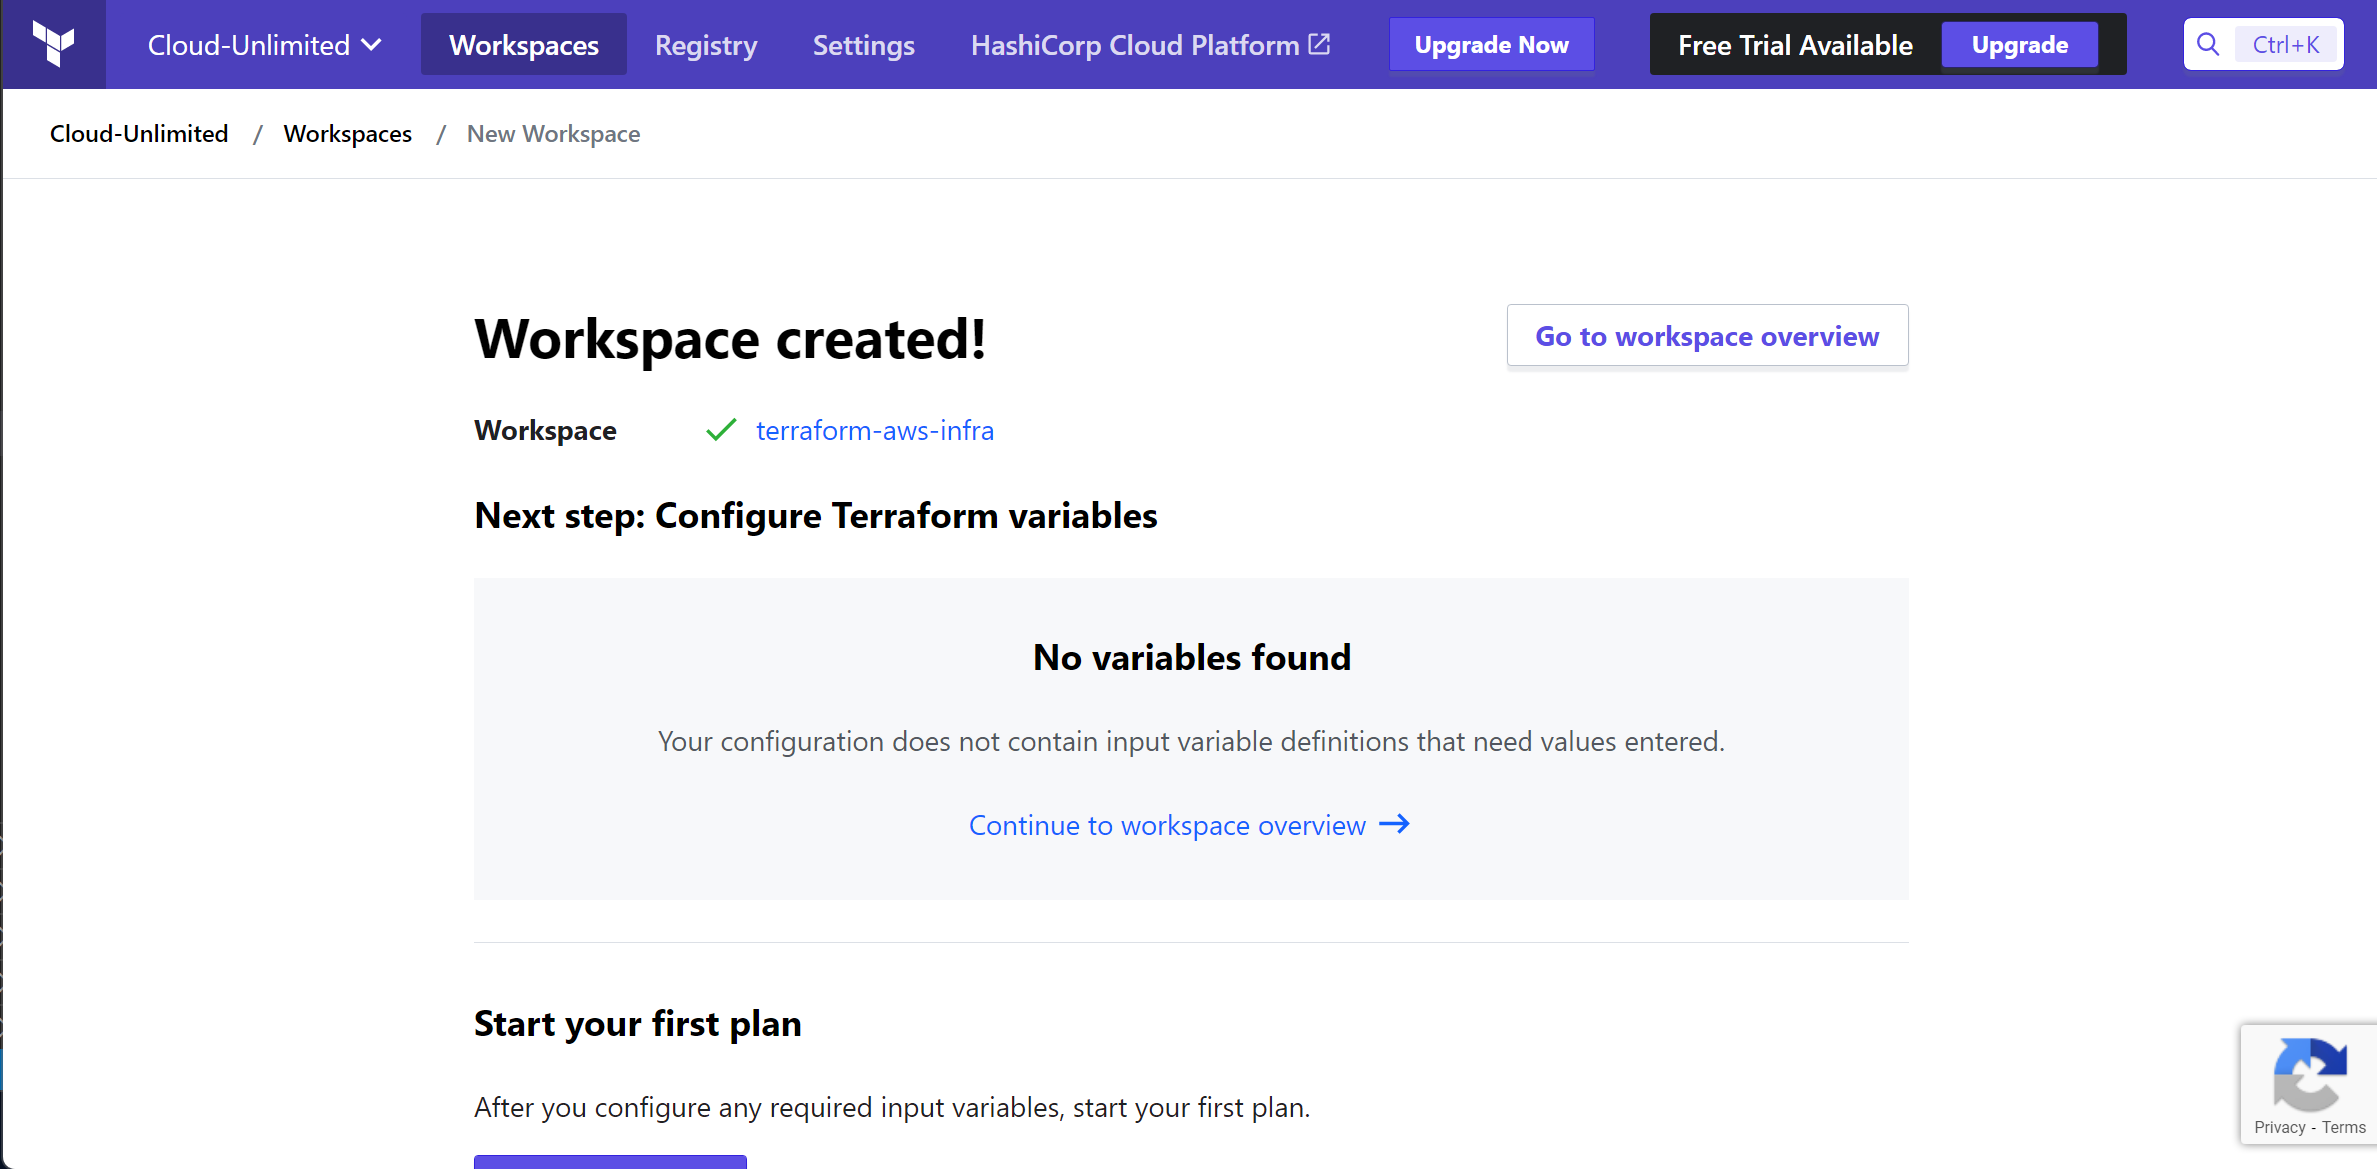 Cloud-Unlimited Workspaces Registry Settings HashiCorp Cloud Platform Upgrade Now Free Trial Available Upgrade Ctrl+K
Cloud-Unlimited / Workspaces / New Workspace
Workspace created! Go to workspace overview
Workspace terraform-aws-infra
Next step: Configure Terraform variables
No variables found
Your configuration does not contain input variable definitions that need values entered.
Continue to workspace overview →
Start your first plan
After you configure any required input variables, start your first plan.
Privacy - Terms